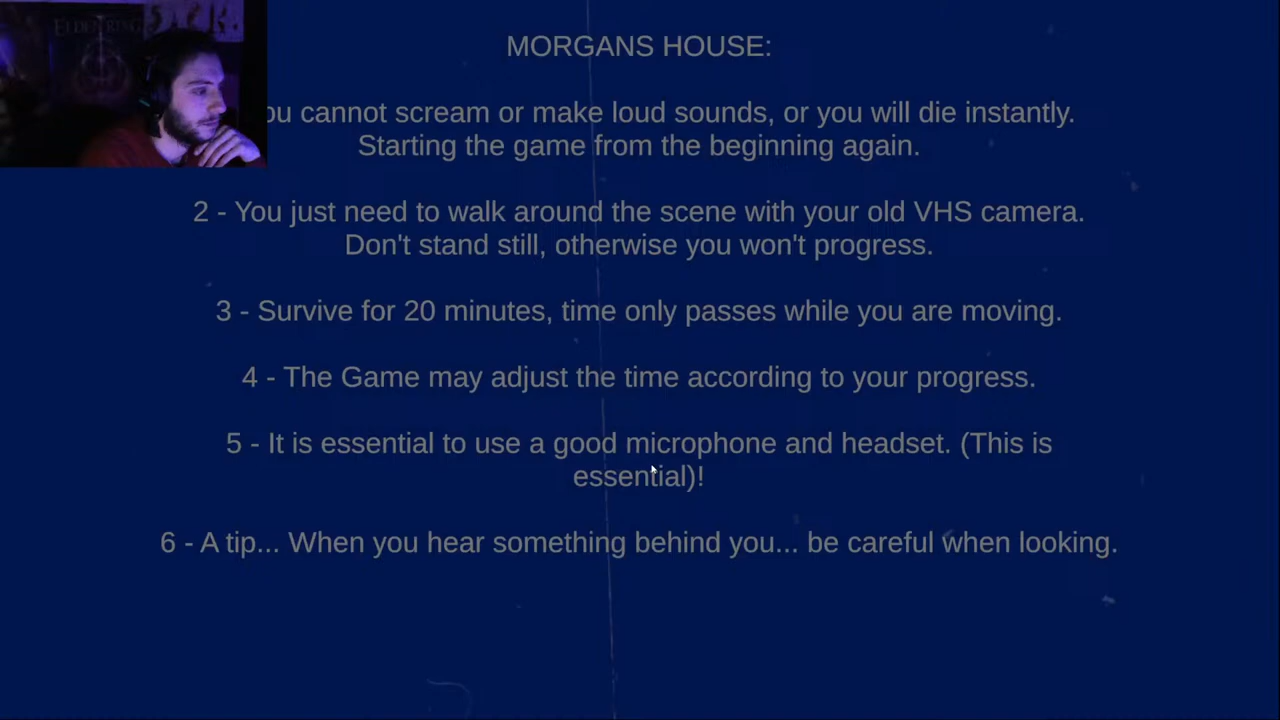 ELDEN RING
MORGANS HOUSE:
ou cannot scream or make loud sounds, or you will die instantly.
Starting the game from the beginning again.
2 - You just need to walk around the scene with your old VHS camera.
Don't stand still, otherwise you won't progress.
3 - Survive for 20 minutes, time only passes while you are moving.
4 - The Game may adjust the time according to your progress.
5 - It is essential to use a good microphone and headset. (This is
essential)!
6 - A tip... When you hear something behind you... be careful when looking.